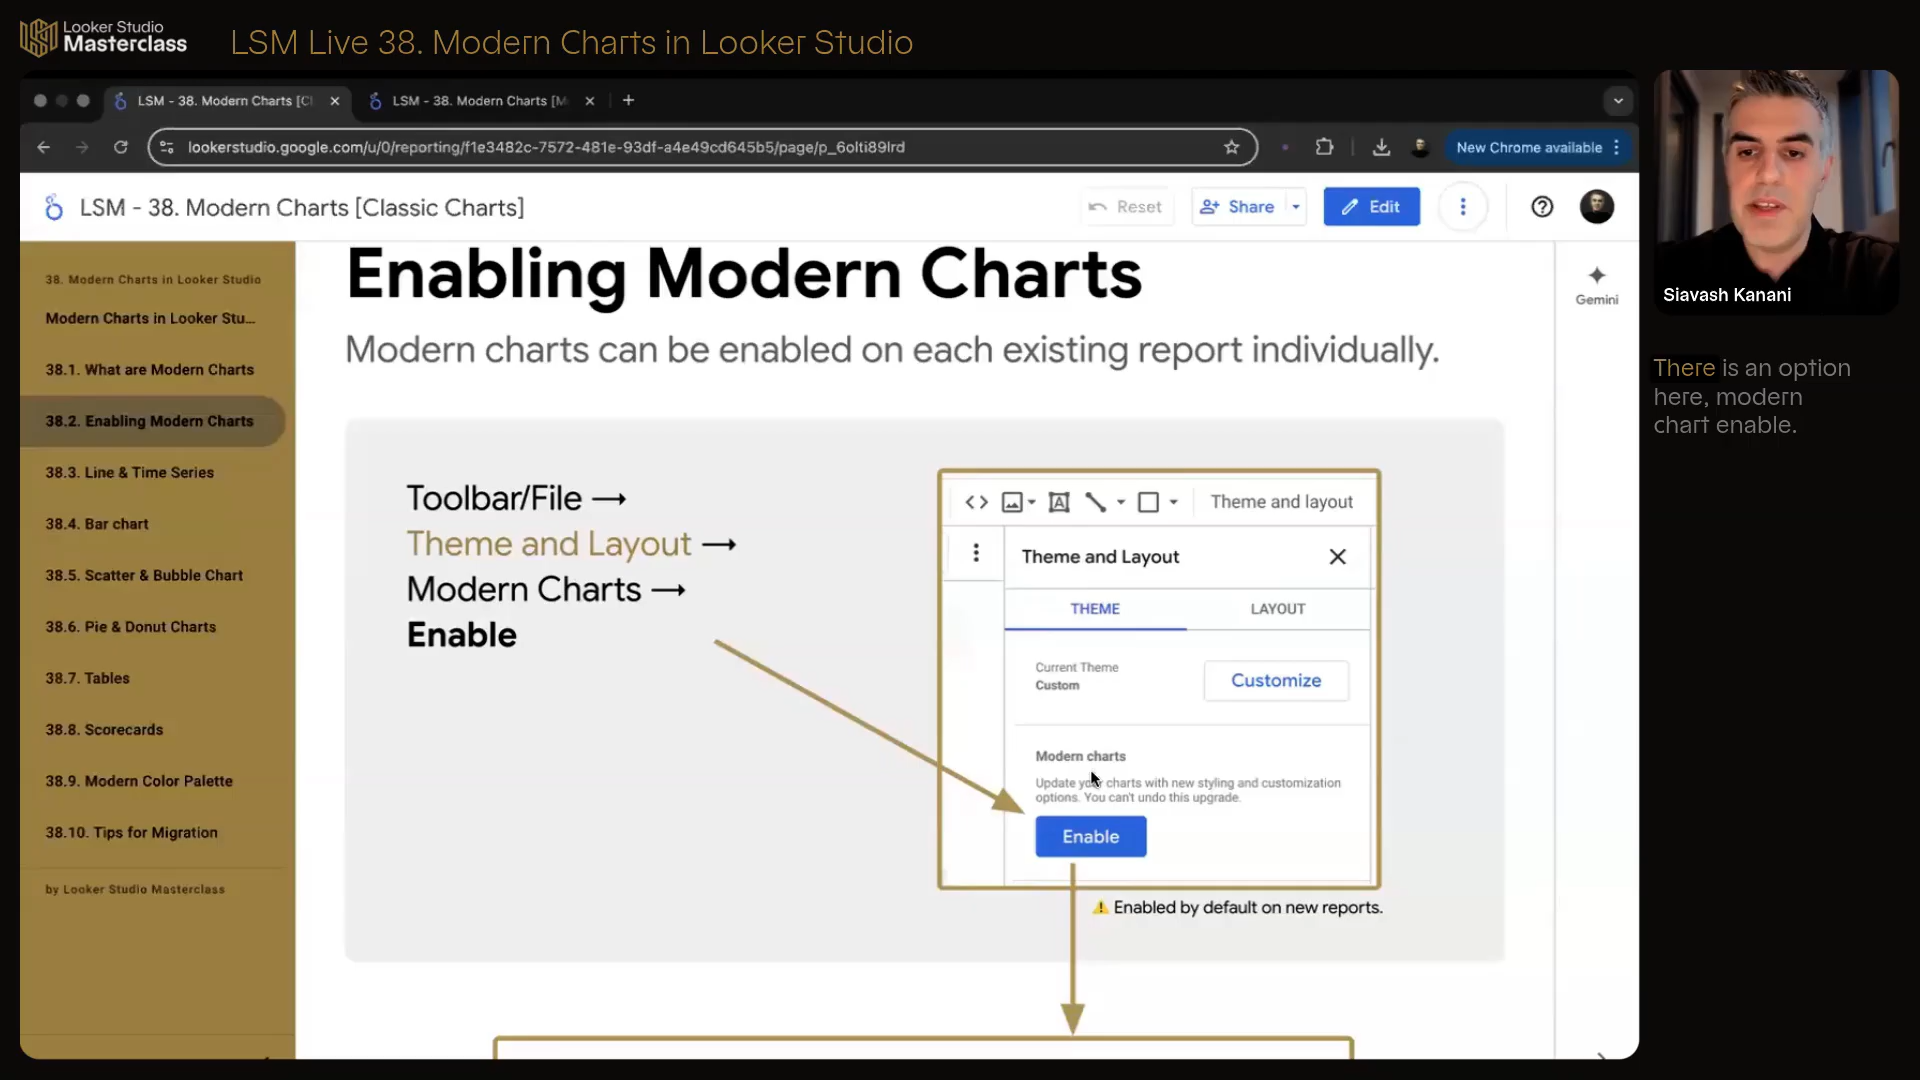 Looker Studio
Masterclass
LSM Live 38. Modern Charts in Looker Studio
LSM - 38. Modern Charts [Cl
LSM - 38. Modern Charts [M
lookerstudio.google.com/u/0/reporting/f1e3482c-7572-481e-93df-a4e49cd645b5/page/p_6olti89lrd
New Chrome available
LSM - 38. Modern Charts [Classic Charts]
Reset
Share
Edit
38. Modern Charts in Looker Studio
Modern Charts in Looker Stu...
38.1. What are Modern Charts
38.2. Enabling Modern Charts
38.3. Line & Time Series
38.4. Bar chart
38.5. Scatter & Bubble Chart
38.6. Pie & Donut Charts
38.7. Tables
38.8. Scorecards
38.9. Modern Color Palette
38.10. Tips for Migration
by Looker Studio Masterclass
Enabling Modern Charts
Modern charts can be enabled on each existing report individually.
Toolbar/File →
Theme and Layout →
Modern Charts →
Enable
Theme and layout
Theme and Layout
THEME
LAYOUT
Current Theme
Custom
Customize
Modern charts
Update your charts with new styling and customization
options. You can't undo this upgrade.
Enable
⚠ Enabled by default on new reports.
Gemini
Siavash Kanani
There is an option
here, modern
chart enable.